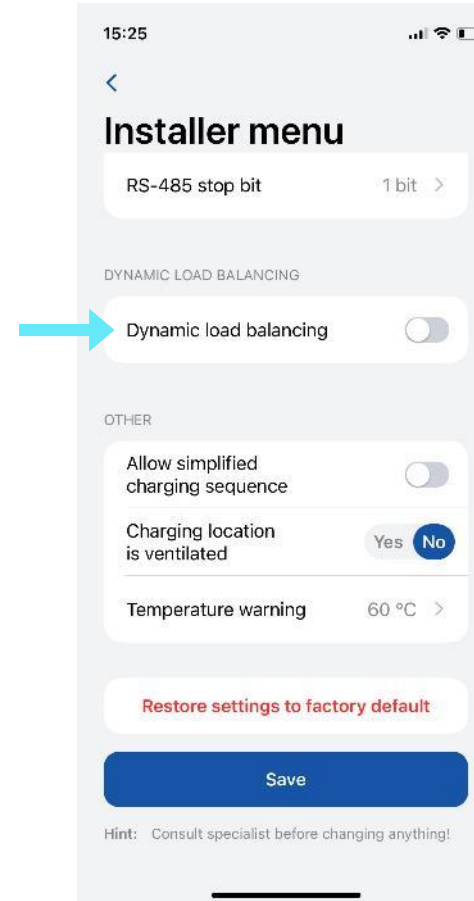 15:25
Installer menu
RS-485 stop bit 1 bit >
DYNAMIC LOAD BALANCING
Dynamic load balancing
OTHER
Allow simplified
charging sequence
Charging location
is ventilated
Yes No
Temperature warning 60 °C >
Restore settings to factory default
Save
Hint: Consult specialist before changing anything!